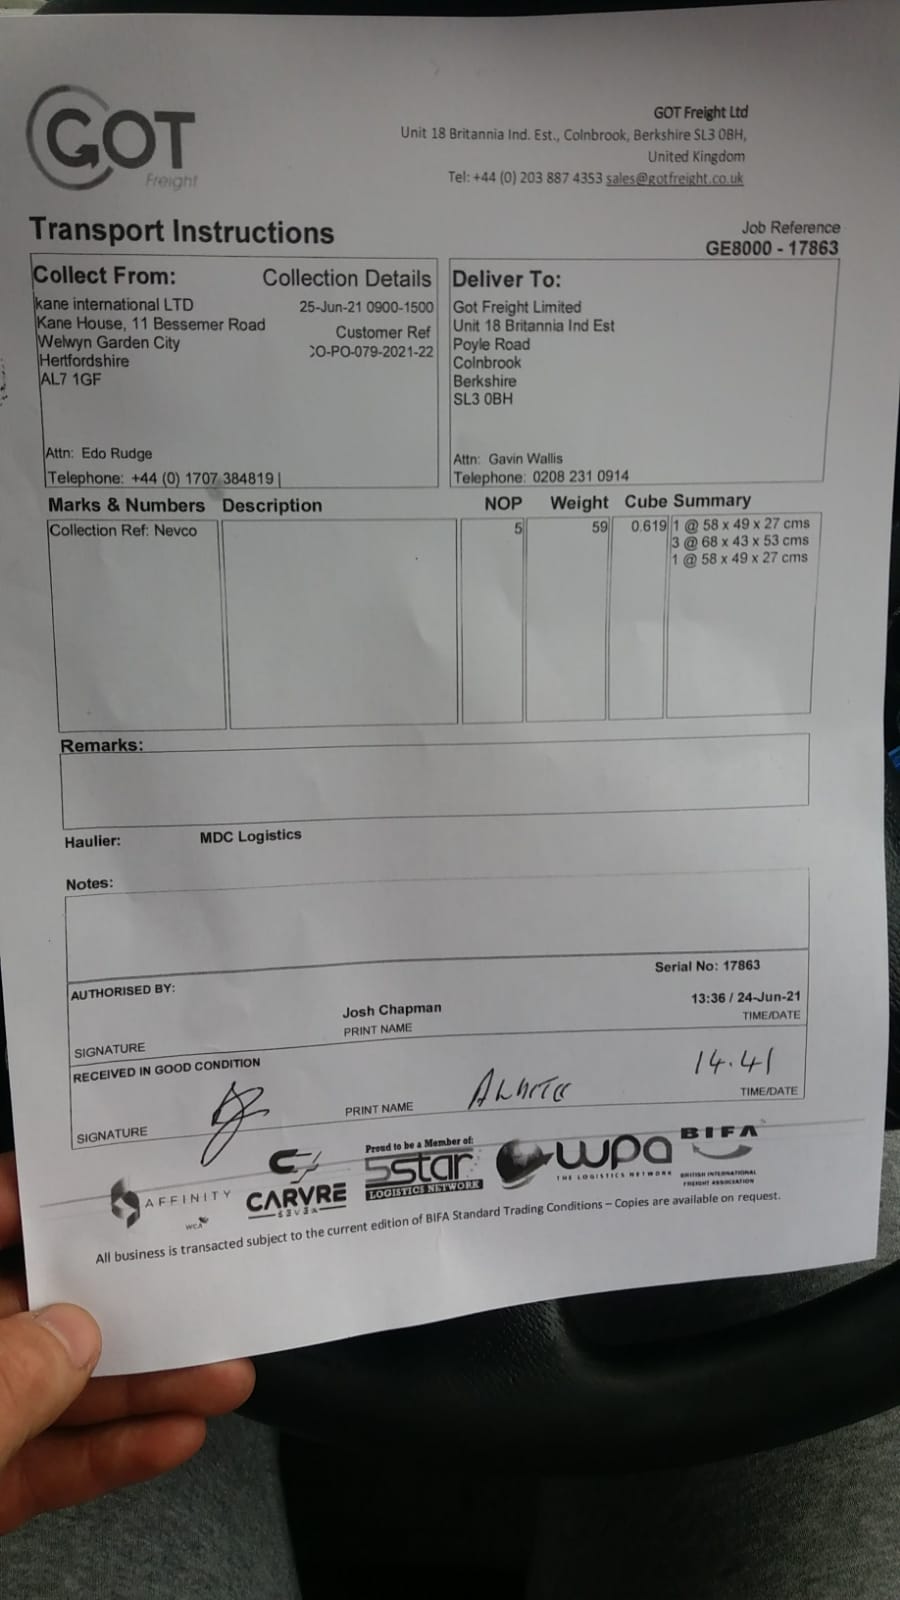 GOT
Freight
GOT Freight Ltd
Unit 18 Britannia Ind. Est., Colnbrook, Berkshire SL3 0BH,
United Kingdom
Tel: +44 (0) 203 887 4353 sales@gotfreight.co.uk
Transport Instructions
Job Reference
GE8000 - 17863
Collect From: Collection Details
kane international LTD 25-Jun-21 0900-1500
Kane House, 11 Bessemer Road Customer Ref
Welwyn Garden City O-PO-079-2021-22
Hertfordshire
AL7 1GF
Attn: Edo Rudge
Telephone: +44 (0) 1707 384819 |
Deliver To:
Got Freight Limited
Unit 18 Britannia Ind Est
Poyle Road
Colnbrook
Berkshire
SL3 0BH
Attn: Gavin Wallis
Telephone: 0208 231 0914
Marks & Numbers Description NOP Weight Cube Summary
Collection Ref: Nevco 5 59 0.619 1 @ 58 x 49 x 27 cms
3 @ 68 x 43 x 53 cms
1 @ 58 x 49 x 27 cms
Remarks:
Haulier: MDC Logistics
Notes:
Serial No: 17863
AUTHORISED BY:
Josh Chapman 13:36 / 24-Jun-21
SIGNATURE PRINT NAME TIME/DATE
RECEIVED IN GOOD CONDITION
14.41
SIGNATURE PRINT NAME TIME/DATE
AFFINITY
WCA
CARVRE
SEVEN
Proud to be a Member of:
5star
LOGISTICS NETWORK
wpa
THE LOGISTICS NETWORK
BIFA
BRITISH INTERNATIONAL
FREIGHT ASSOCIATION
All business is transacted subject to the current edition of BIFA Standard Trading Conditions – Copies are available on request.